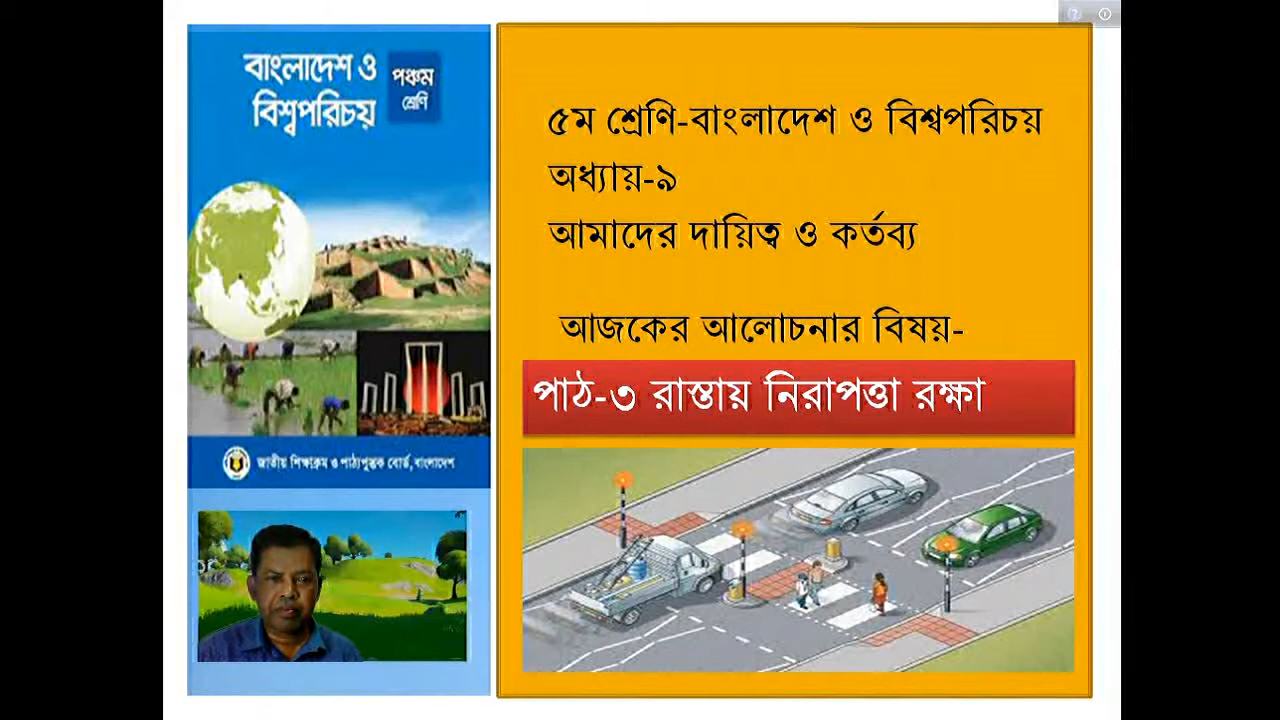 বাংলাদেশ ও
বিশ্বপরিচয়
পঞ্চম
শ্রেণি
জাতীয় শিক্ষাক্রম ও পাঠ্যপুস্তক বোর্ড, বাংলাদেশ
৫ম শ্রেণি-বাংলাদেশ ও বিশ্বপরিচয়
অধ্যায়-৯
আমাদের দায়িত্ব ও কর্তব্য
আজকের আলোচনার বিষয়-
পাঠ-৩ রাস্তায় নিরাপত্তা রক্ষা